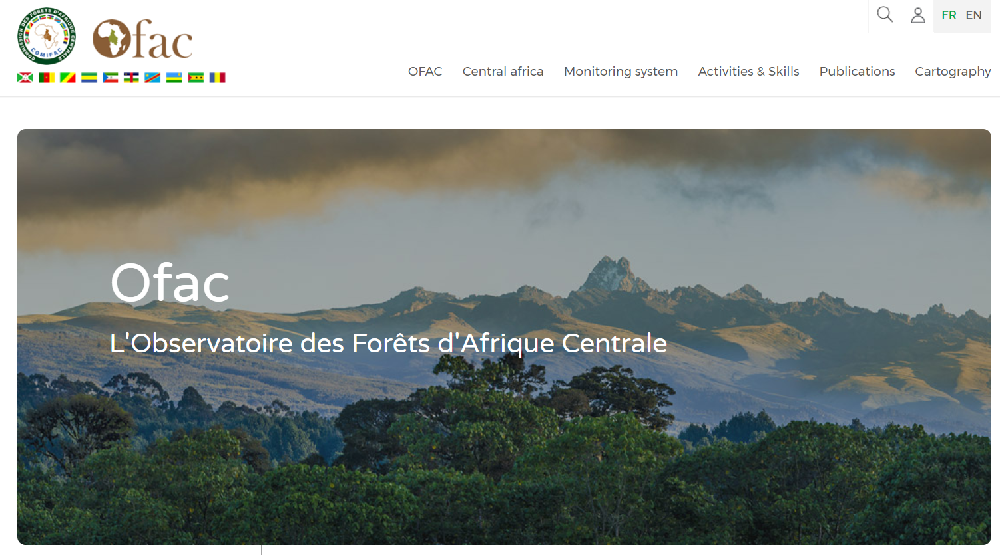 COMMISSION DES FORETS D'AFRIQUE CENTRALE
COMIFAC
Ofac
FR EN
OFAC Central africa Monitoring system Activities & Skills Publications Cartography
Ofac
L'Observatoire des Forêts d'Afrique Centrale